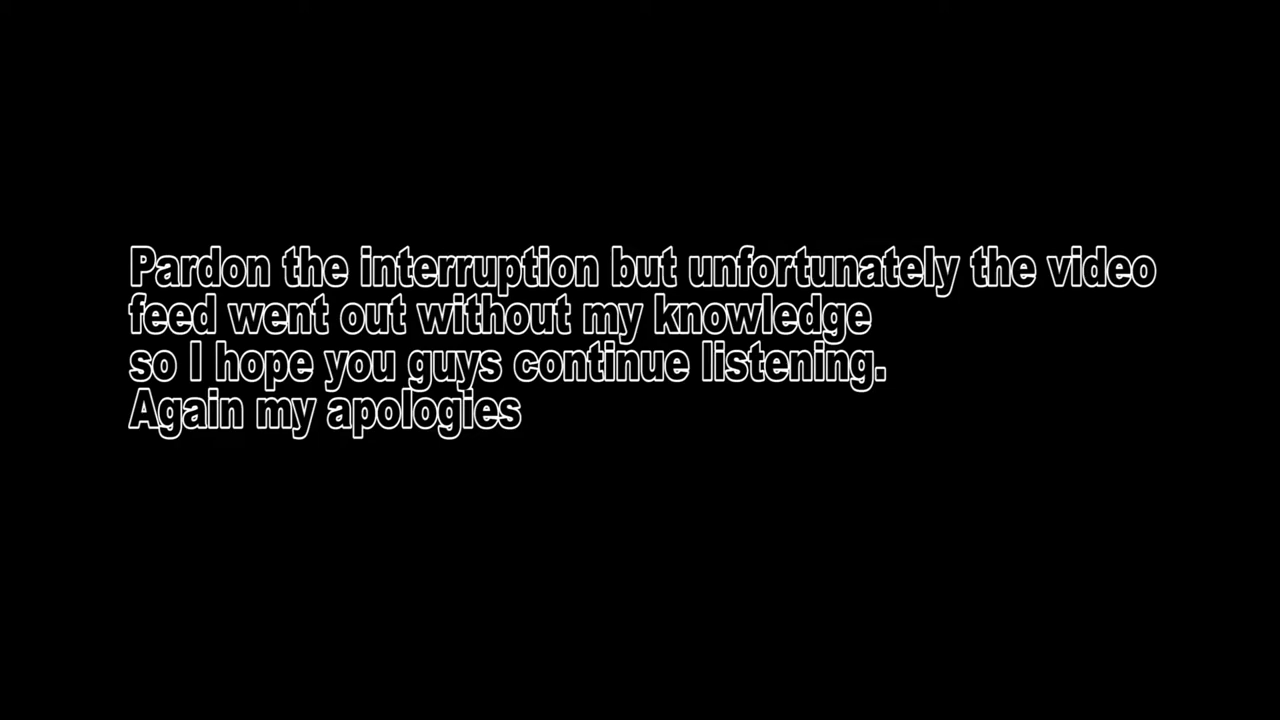 Pardon the interruption but unfortunately the video
feed went out without my knowledge
so I hope you guys continue listening.
Again my apologies